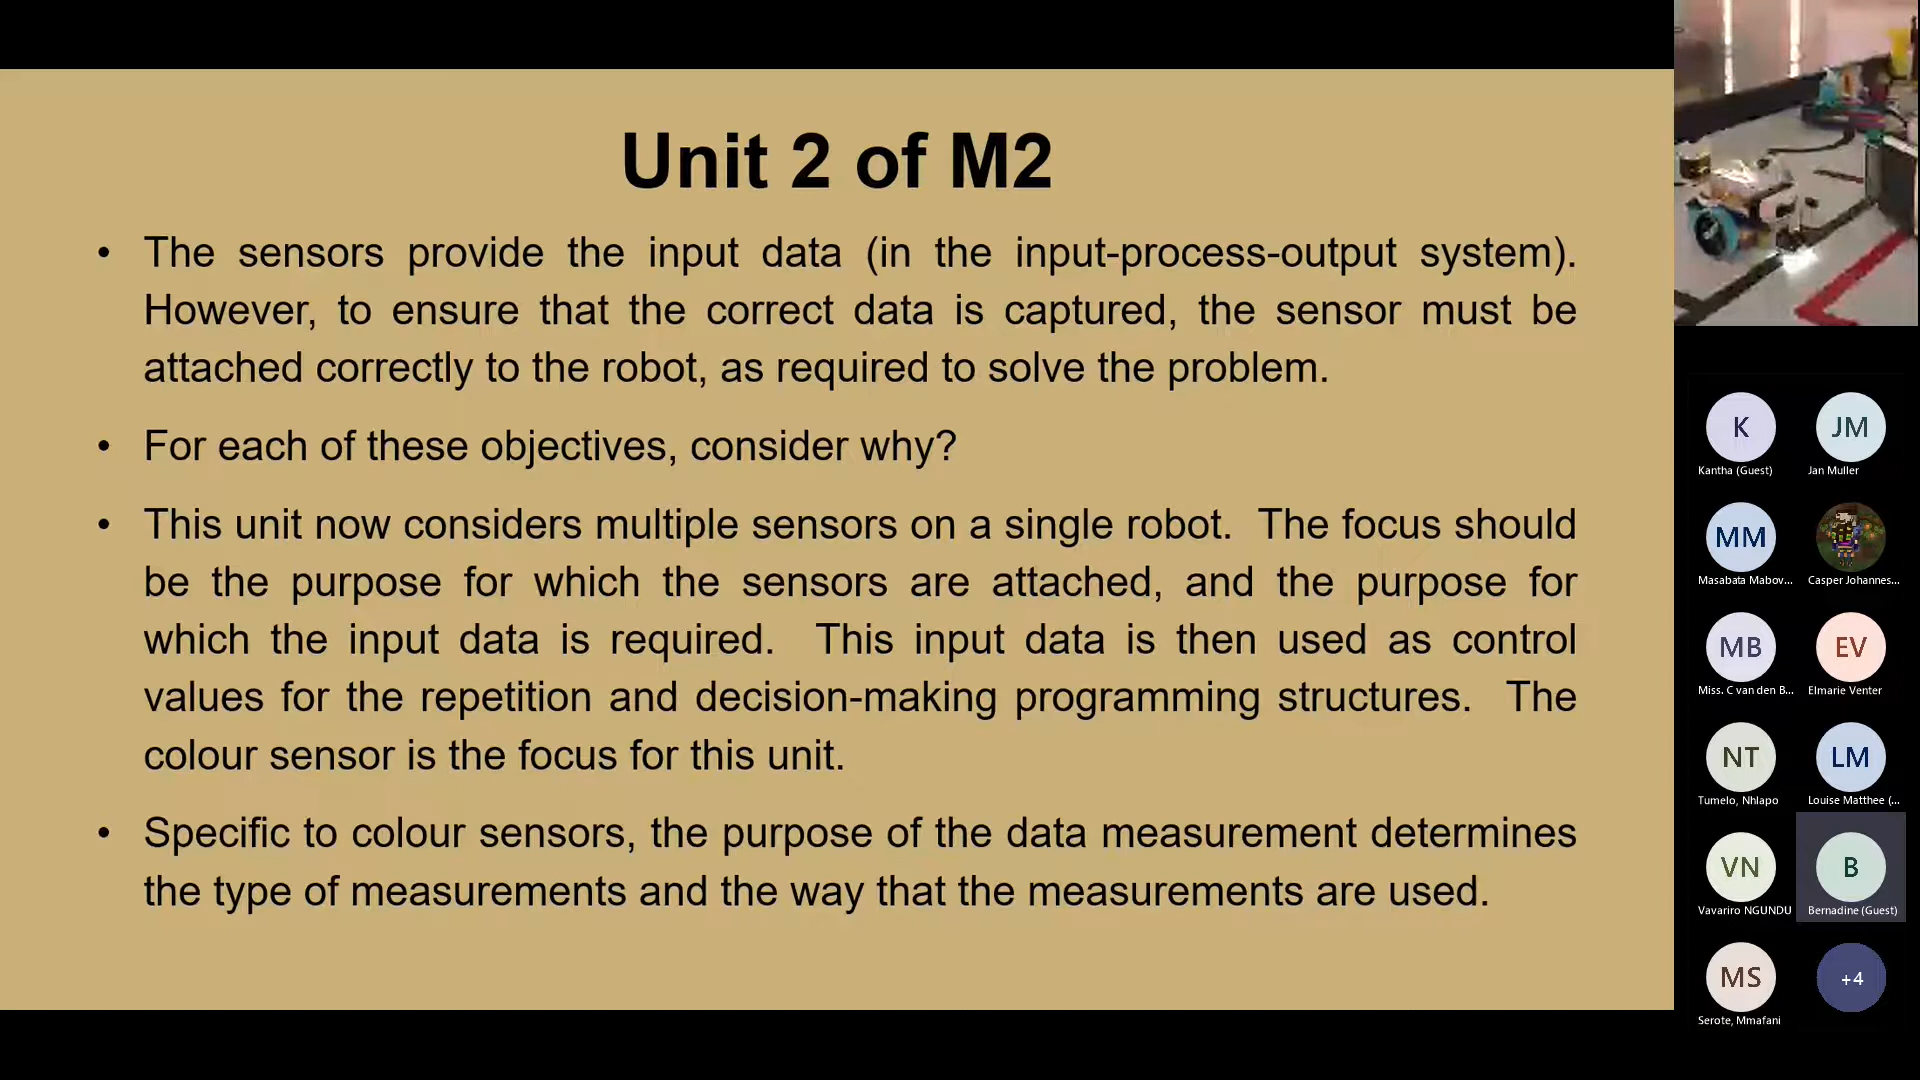 Unit 2 of M2
• The sensors provide the input data (in the input-process-output system).
However, to ensure that the correct data is captured, the sensor must be
attached correctly to the robot, as required to solve the problem.
• For each of these objectives, consider why?
• This unit now considers multiple sensors on a single robot. The focus should
be the purpose for which the sensors are attached, and the purpose for
which the input data is required. This input data is then used as control
values for the repetition and decision-making programming structures. The
colour sensor is the focus for this unit.
• Specific to colour sensors, the purpose of the data measurement determines
the type of measurements and the way that the measurements are used.
K
JM
Kantha (Guest)
Jan Muller
MM
Masabata Mabov...
Casper Johannes...
MB
EV
Miss. C van den B...
Elmarie Venter
NT
LM
Tumelo, Nhlapo
Louise Matthee (...
VN
B
Vavariro NGUNDU
Bernadine (Guest)
MS
+4
Serote, Mmafani